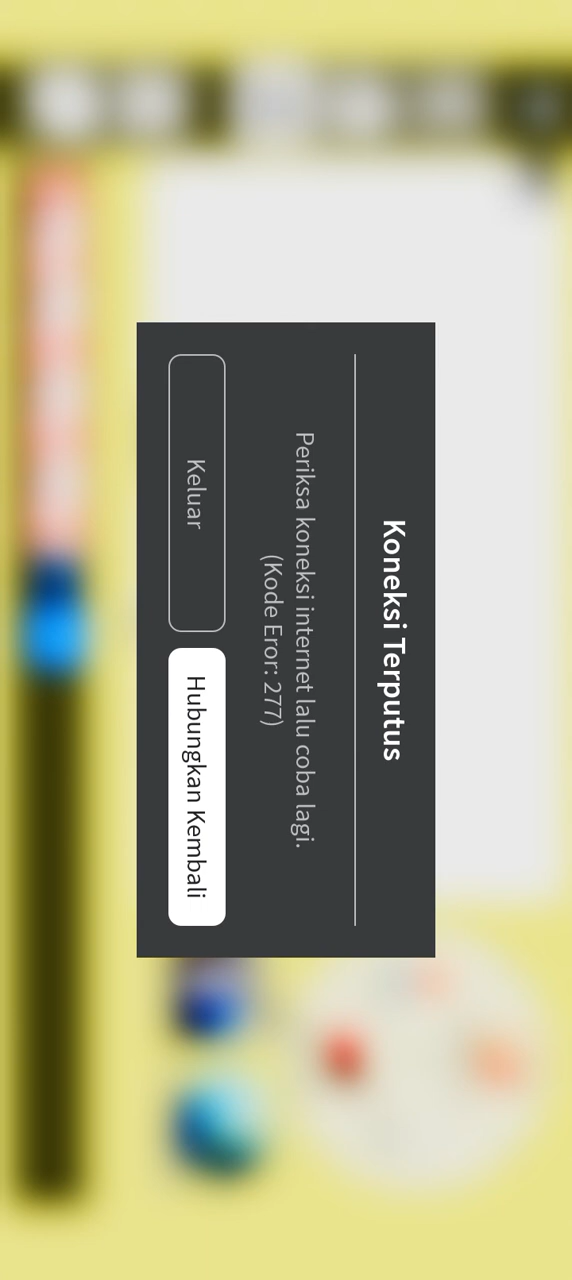 Koneksi Terputus
Periksa koneksi internet lalu coba lagi.
(Kode Eror: 277)
Keluar
Hubungkan Kembali